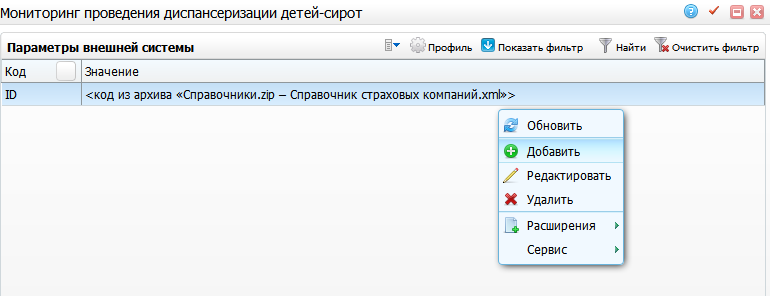 Мониторинг проведения диспансеризации детей-сирот
Параметры внешней системы Профиль Показать фильтр Найти Очистить фильтр
Код Значение
ID <код из архива «Справочники.zip – Справочник страховых компаний.xml»>
Обновить
Добавить
Редактировать
Удалить
Расширения
Сервис